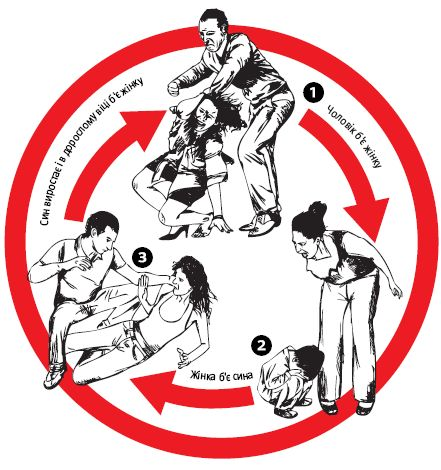 1
Чоловік б'є жінку
2
Жінка б'є сина
3
Син виростає і в дорослому віці б'є жінку